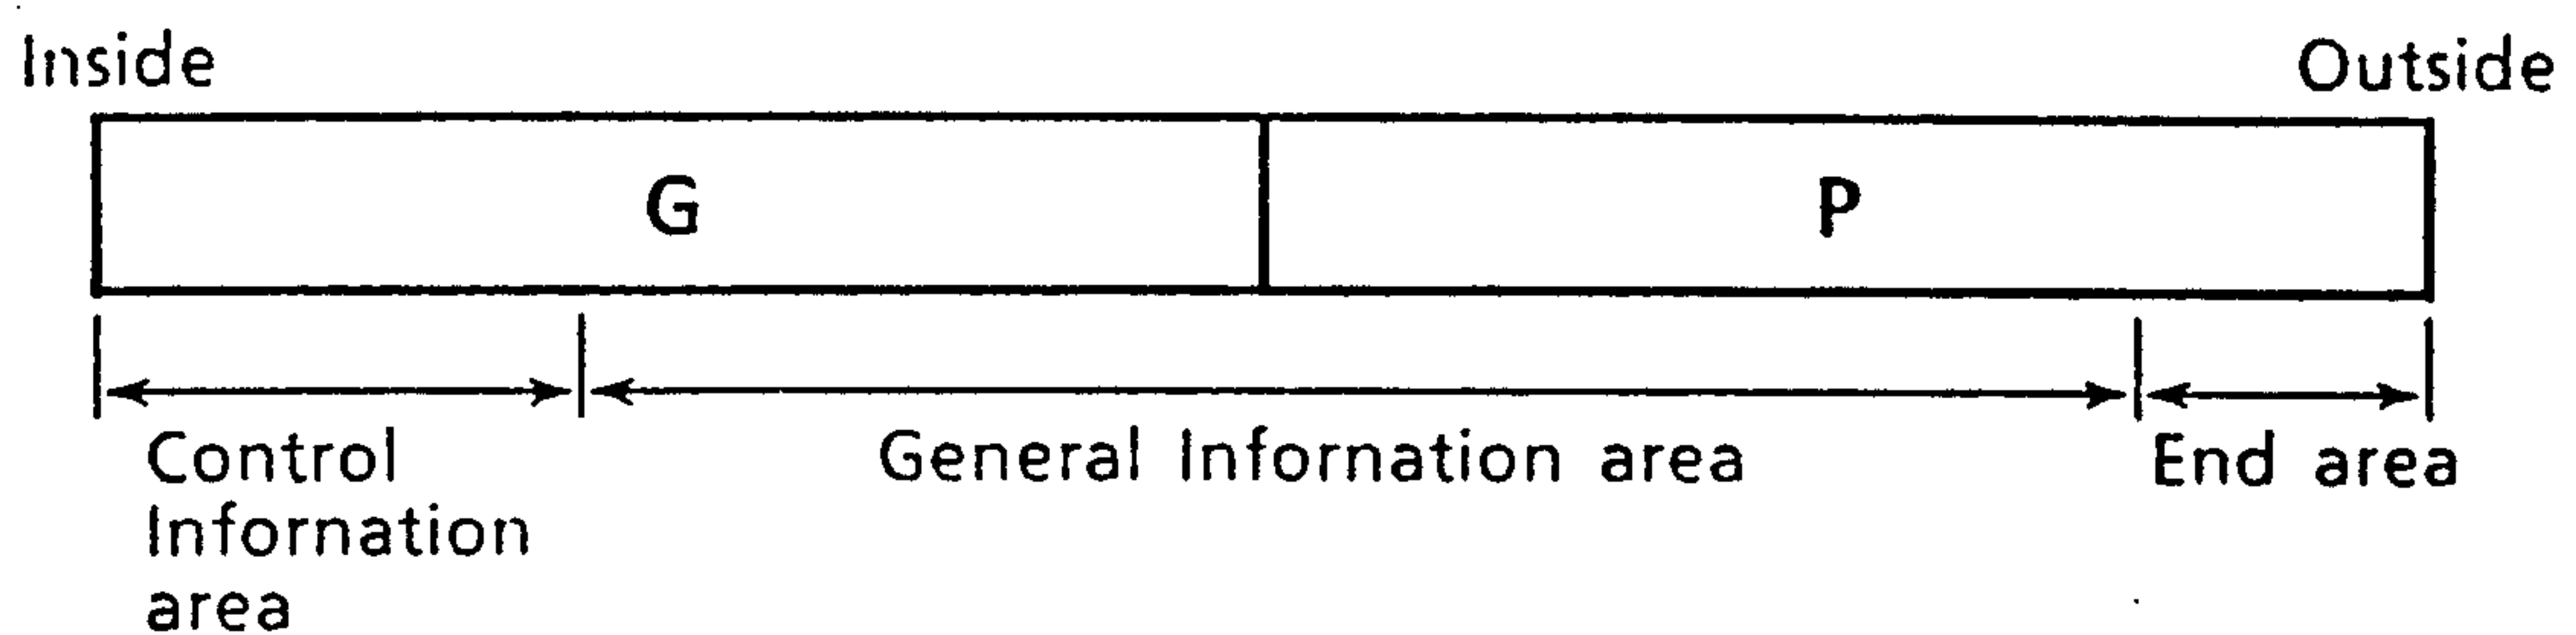 Inside
Outside
G
P
Control
Infornation
area
General Infornation area
End area